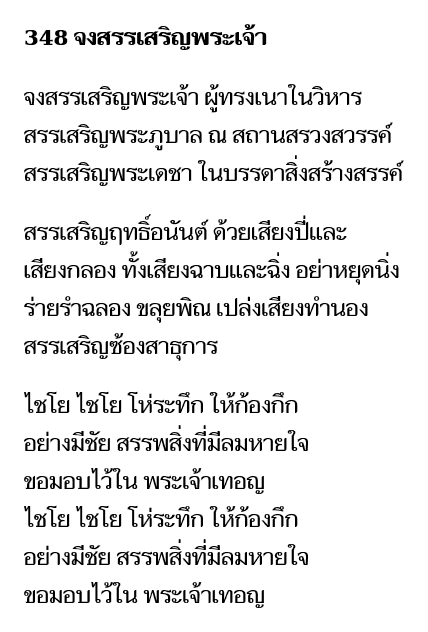 348 จงสรรเสริญพระเจ้า
จงสรรเสริญพระเจ้า ผู้ทรงเนาในวิหาร
สรรเสริญพระภูบาล ณ สถานสรวงสวรรค์
สรรเสริญพระเดชา ในบรรดาสิ่งสร้างสรรค์
สรรเสริญฤทธิ์อนันต์ ด้วยเสียงปี่และ
เสียงกลอง ทั้งเสียงฉาบและฉิ่ง อย่าหยุดนิ่ง
ร่ายรำฉลอง ขลุยพิณ เปล่งเสียงทำนอง
สรรเสริญซ้องสาธุการ
ไชโย ไชโย โห่ระทึก ให้ก้องกึก
อย่างมีชัย สรรพสิ่งที่มีลมหายใจ
ขอมอบไว้ใน พระเจ้าเทอญ
ไชโย ไชโย โห่ระทึก ให้ก้องกึก
อย่างมีชัย สรรพสิ่งที่มีลมหายใจ
ขอมอบไว้ใน พระเจ้าเทอญ